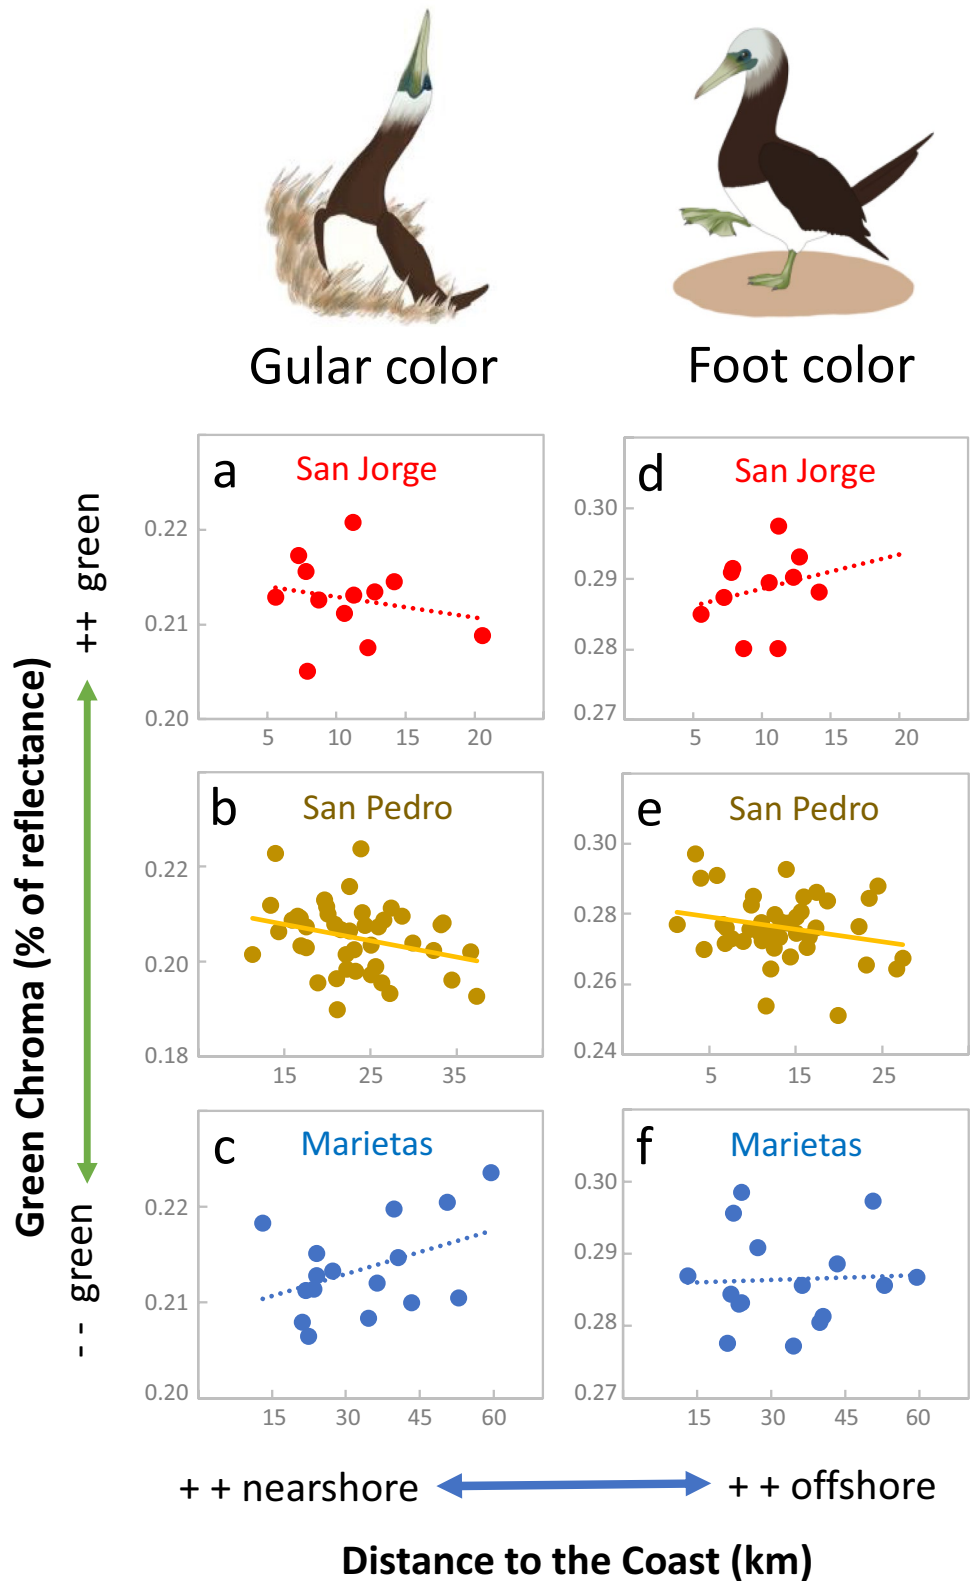 Gular color
Foot color
Green Chroma (% of reflectance)
++ green
- - green
a
San Jorge
0.22
0.21
0.20
5
10
15
20
d
San Jorge
0.30
0.29
0.28
0.27
5
10
15
20
b
San Pedro
0.22
0.20
0.18
15
25
35
e
San Pedro
0.30
0.28
0.26
0.24
5
15
25
c
Marietas
0.22
0.21
0.20
15
30
45
60
f
Marietas
0.30
0.29
0.28
0.27
15
30
45
60
+ + nearshore
+ + offshore
Distance to the Coast (km)